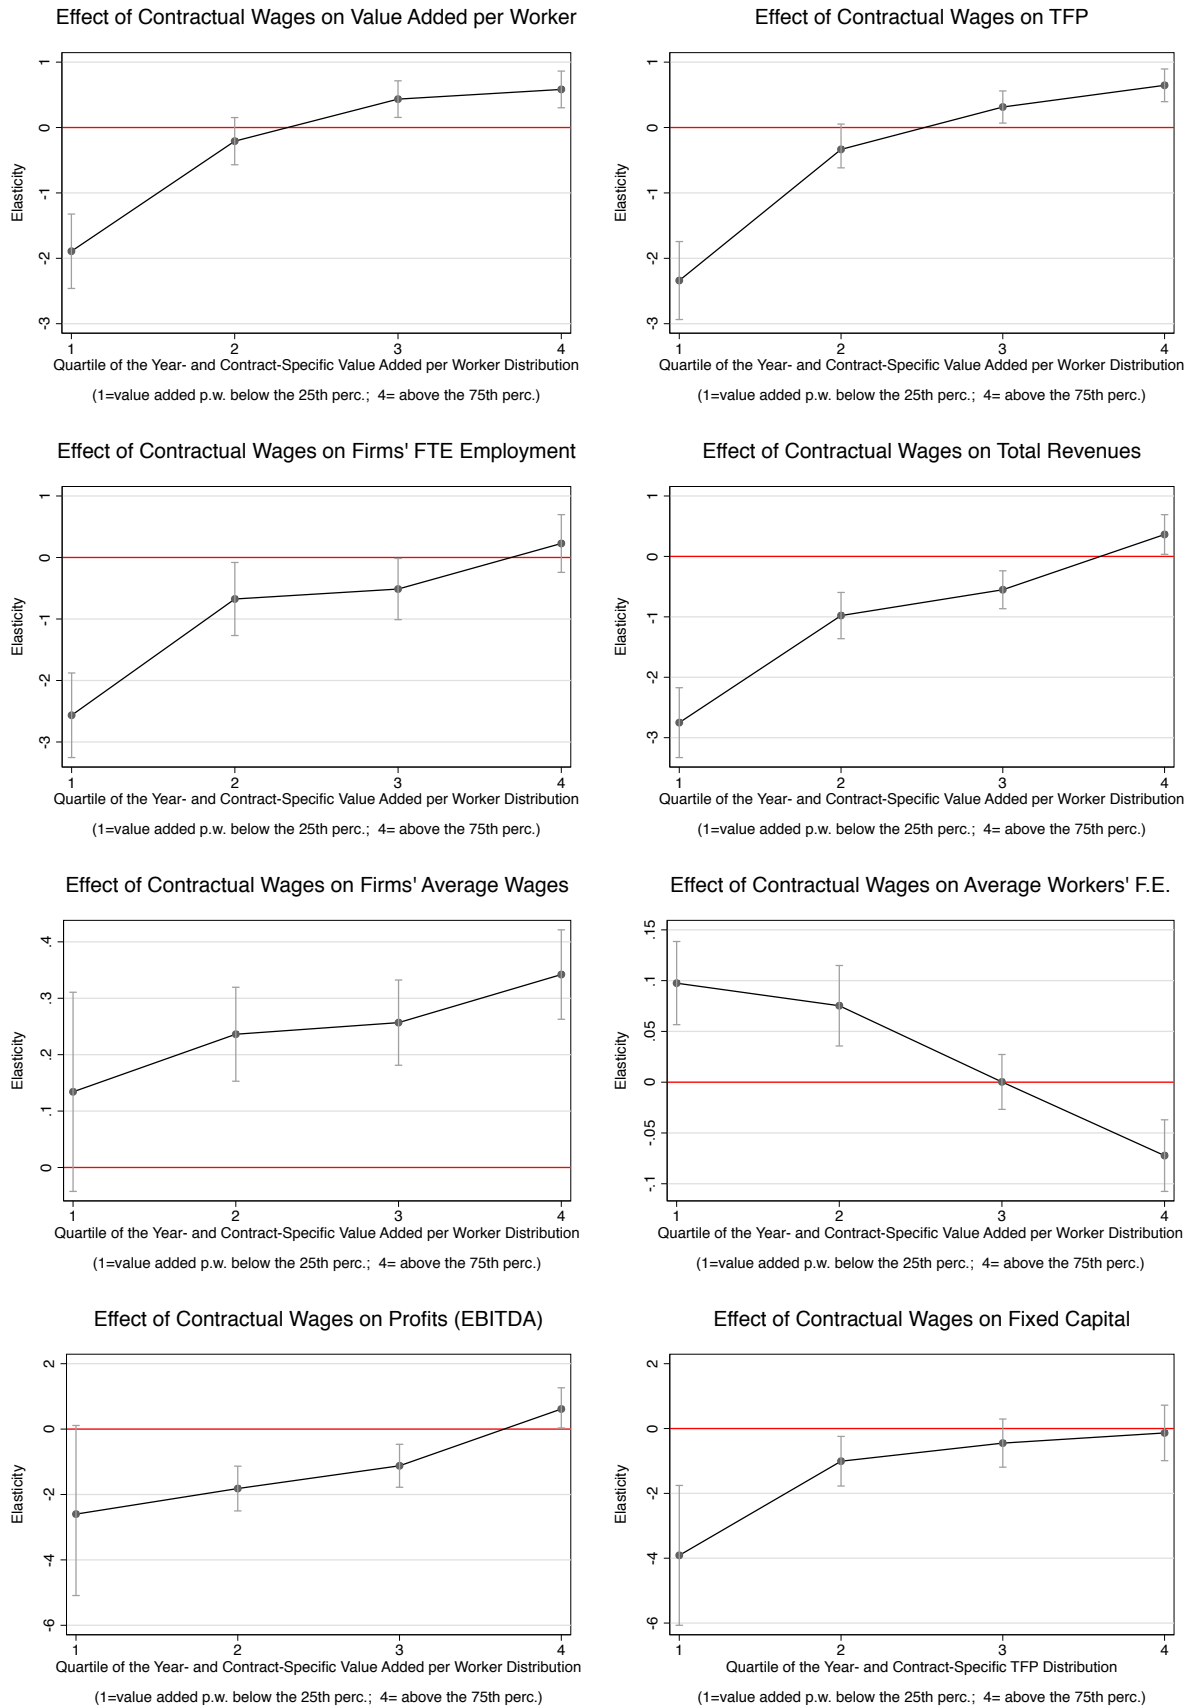 Effect of Contractual Wages on Value Added per Worker
1
0
-1
-2
-3
Elasticity
1 2 3 4
Quartile of the Year- and Contract-Specific Value Added per Worker Distribution
(1=value added p.w. below the 25th perc.; 4= above the 75th perc.)
Effect of Contractual Wages on TFP
1
0
-1
-2
-3
Elasticity
1 2 3 4
Quartile of the Year- and Contract-Specific Value Added per Worker Distribution
(1=value added p.w. below the 25th perc.; 4= above the 75th perc.)
Effect of Contractual Wages on Firms' FTE Employment
1
0
-1
-2
-3
Elasticity
1 2 3 4
Quartile of the Year- and Contract-Specific Value Added per Worker Distribution
(1=value added p.w. below the 25th perc.; 4= above the 75th perc.)
Effect of Contractual Wages on Total Revenues
1
0
-1
-2
-3
Elasticity
1 2 3 4
Quartile of the Year- and Contract-Specific Value Added per Worker Distribution
(1=value added p.w. below the 25th perc.; 4= above the 75th perc.)
Effect of Contractual Wages on Firms' Average Wages
.4
.3
.2
.1
0
Elasticity
1 2 3 4
Quartile of the Year- and Contract-Specific Value Added per Worker Distribution
(1=value added p.w. below the 25th perc.; 4= above the 75th perc.)
Effect of Contractual Wages on Average Workers' F.E.
.15
.1
.05
0
-.05
-.1
Elasticity
1 2 3 4
Quartile of the Year- and Contract-Specific Value Added per Worker Distribution
(1=value added p.w. below the 25th perc.; 4= above the 75th perc.)
Effect of Contractual Wages on Profits (EBITDA)
2
0
-2
-4
-6
Elasticity
1 2 3 4
Quartile of the Year- and Contract-Specific Value Added per Worker Distribution
(1=value added p.w. below the 25th perc.; 4= above the 75th perc.)
Effect of Contractual Wages on Fixed Capital
2
0
-2
-4
-6
Elasticity
1 2 3 4
Quartile of the Year- and Contract-Specific TFP Distribution
(1=value added p.w. below the 25th perc.; 4= above the 75th perc.)